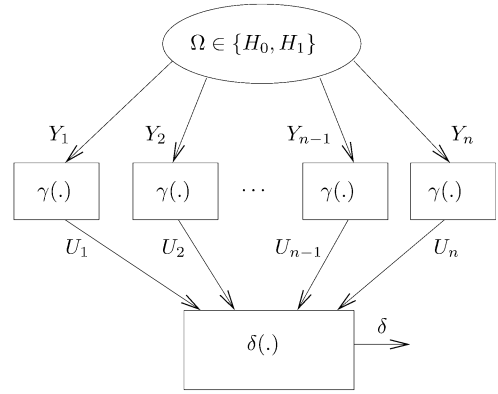 Ω ∈ {H₀, H₁}
Y₁ Y₂ Yₙ₋₁ Yₙ
γ(.) γ(.) ... γ(.) γ(.)
U₁ U₂ Uₙ₋₁ Uₙ
δ
δ(.)